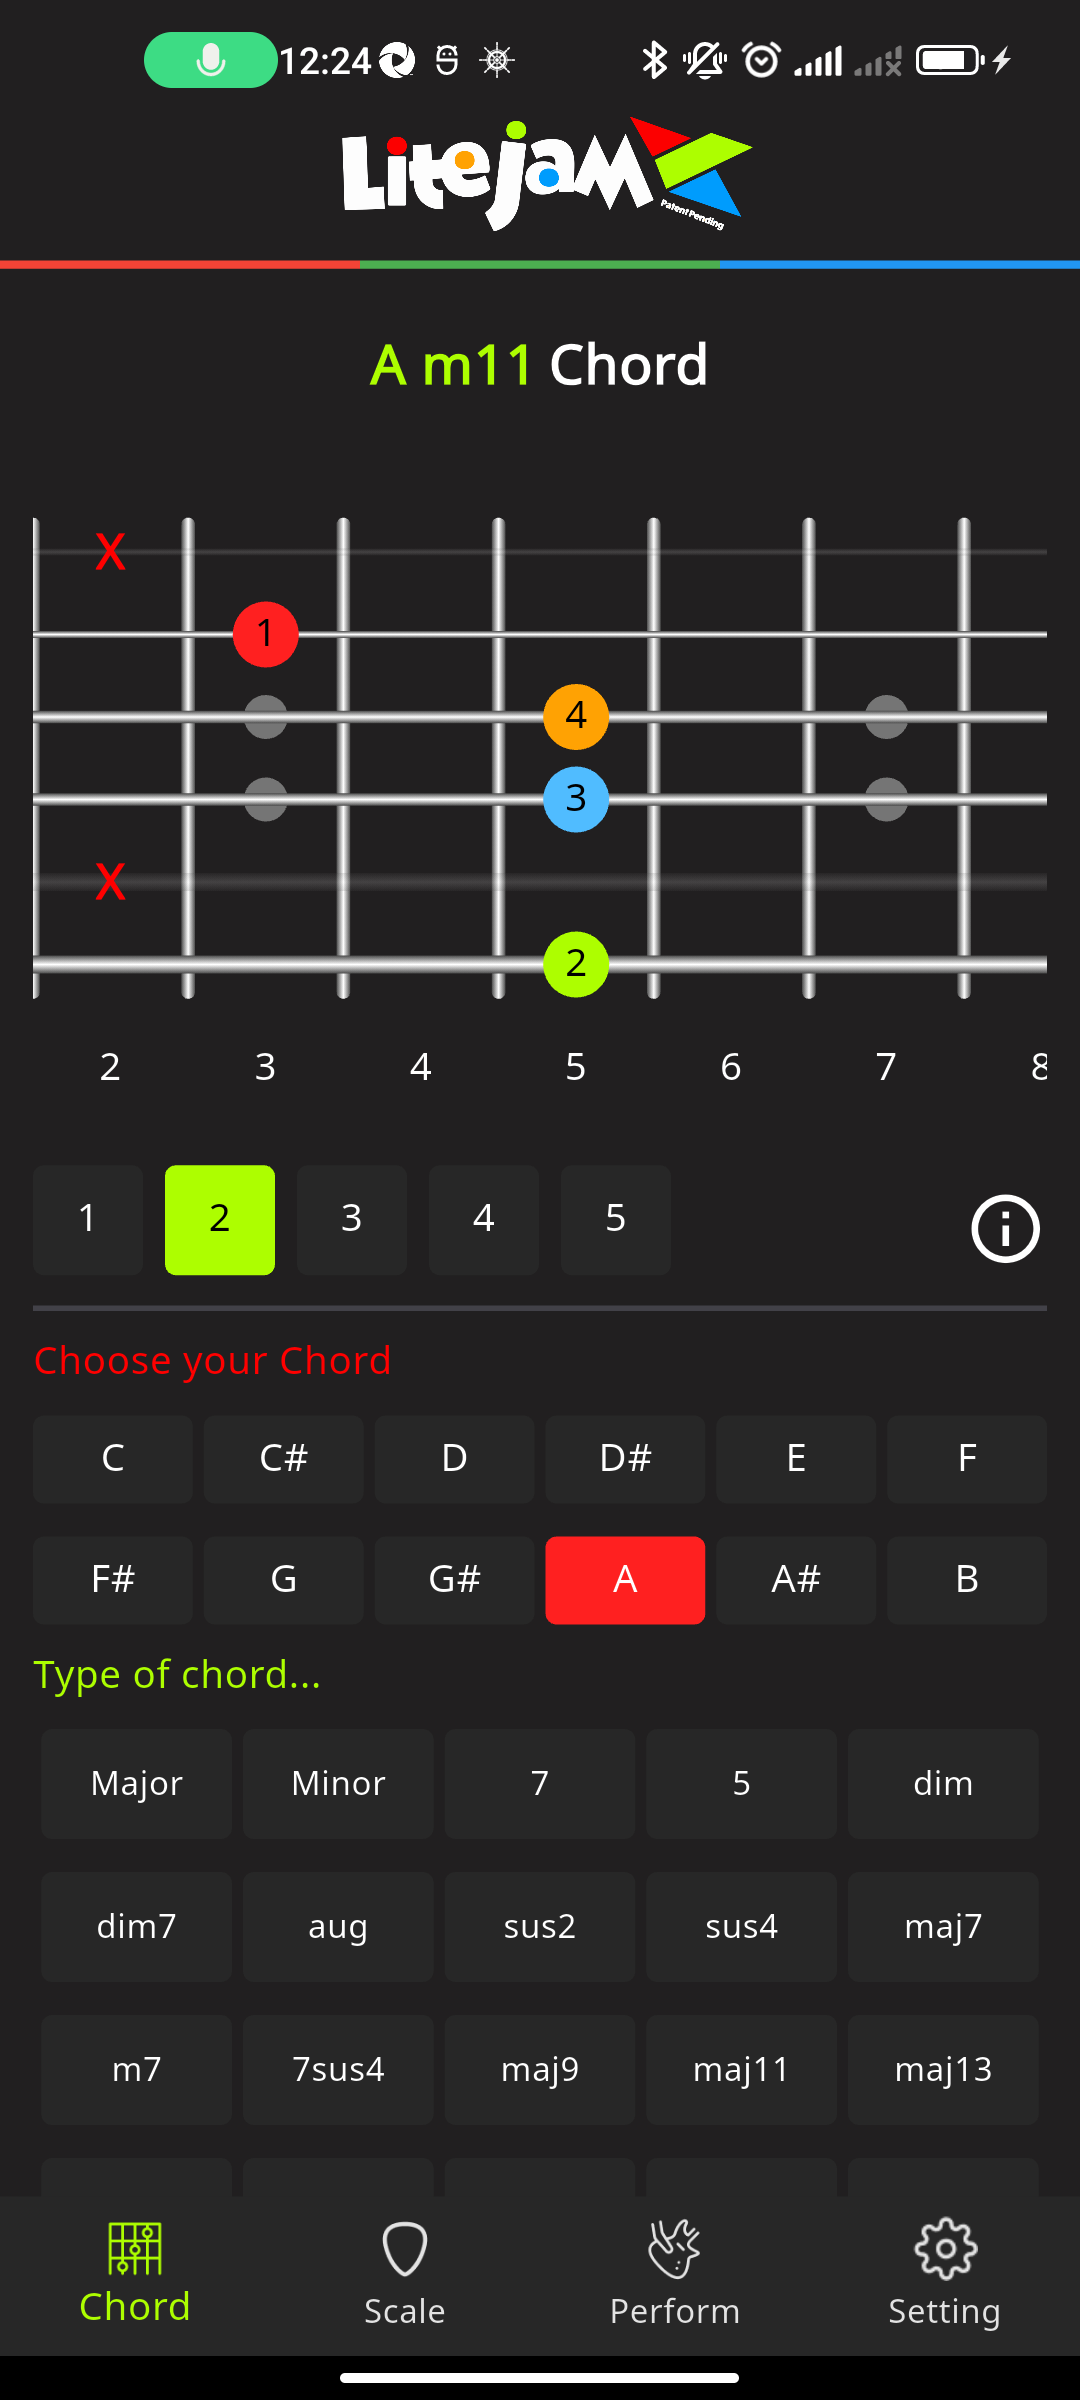 12:24
LiteJam
Patent Pending
A m11 Chord
X
1
4
3
X
2
2 3 4 5 6 7 8
1 2 3 4 5
Choose your Chord
C C# D D# E F
F# G G# A A# B
Type of chord...
Major Minor 7 5 dim
dim7 aug sus2 sus4 maj7
m7 7sus4 maj9 maj11 maj13
Chord Scale Perform Setting